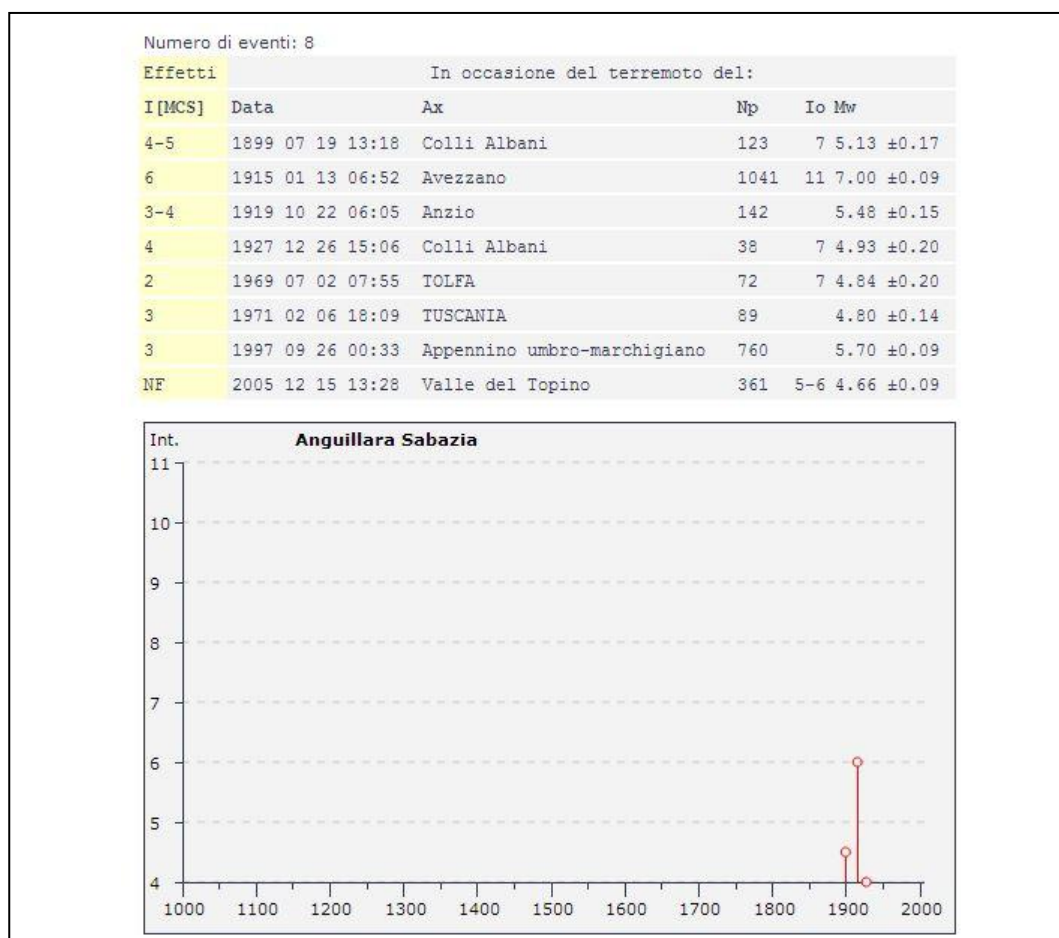 Numero di eventi: 8
Effetti In occasione del terremoto del:
I[MCS] Data Ax Np Io Mw
4-5 1899 07 19 13:18 Colli Albani 123 7 5.13 ±0.17
6 1915 01 13 06:52 Avezzano 1041 11 7.00 ±0.09
3-4 1919 10 22 06:05 Anzio 142 5.48 ±0.15
4 1927 12 26 15:06 Colli Albani 38 7 4.93 ±0.20
2 1969 07 02 07:55 TOLFA 72 7 4.84 ±0.20
3 1971 02 06 18:09 TUSCANIA 89 4.80 ±0.14
3 1997 09 26 00:33 Appennino umbro-marchigiano 760 5.70 ±0.09
NF 2005 12 15 13:28 Valle del Topino 361 5-6 4.66 ±0.09
Int. Anguillara Sabazia
11
10
9
8
7
6
5
4
1000 1100 1200 1300 1400 1500 1600 1700 1800 1900 2000